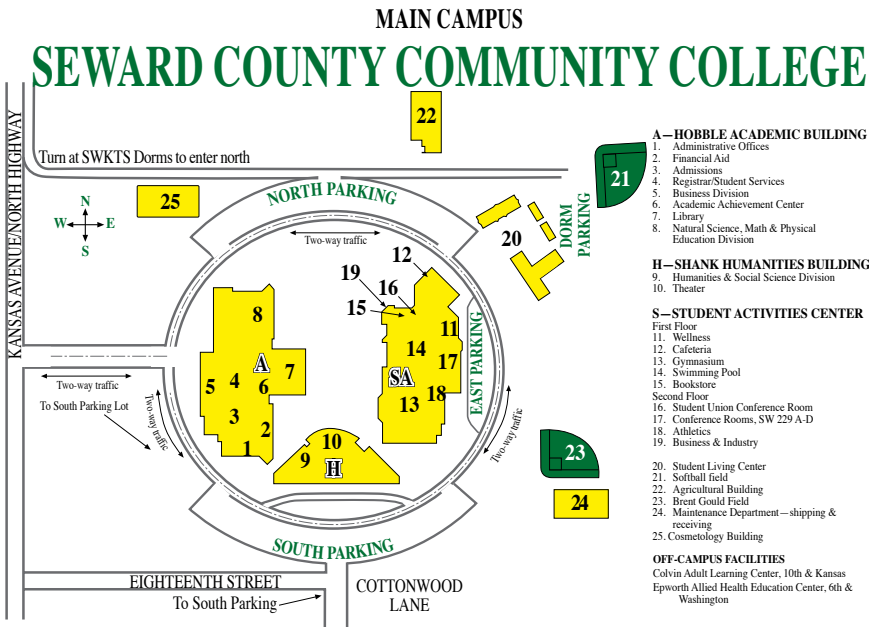 MAIN CAMPUS
SEWARD COUNTY COMMUNITY COLLEGE
22
Turn at SWKTS Dorms to enter north
KANSAS AVENUE/NORTH HIGHWAY
25
NORTH PARKING
N
W E
S
Two-way traffic
21
DORM
PARKING
20
12
19
16
15
8
11
14
17
A
SA
EAST PARKING
5
4
6
7
18
13
3
2
1
10
9
H
Two-way traffic
To South Parking Lot
Two-way traffic
Two-way traffic
23
24
SOUTH PARKING
EIGHTEENTH STREET
To South Parking
COTTONWOOD
LANE
A—HOBBLE ACADEMIC BUILDING
1. Administrative Offices
2. Financial Aid
3. Admissions
4. Registrar/Student Services
5. Business Division
6. Academic Achievement Center
7. Library
8. Natural Science, Math & Physical
Education Division
H—SHANK HUMANITIES BUILDING
9. Humanities & Social Science Division
10. Theater
S—STUDENT ACTIVITIES CENTER
First Floor
11. Wellness
12. Cafeteria
13. Gymnasium
14. Swimming Pool
15. Bookstore
Second Floor
16. Student Union Conference Room
17. Conference Rooms, SW 229 A-D
18. Athletics
19. Business & Industry
20. Student Living Center
21. Softball field
22. Agricultural Building
23. Brent Gould Field
24. Maintenance Department—shipping &
receiving
25. Cosmetology Building
OFF-CAMPUS FACILITIES
Colvin Adult Learning Center, 10th & Kansas
Epworth Allied Health Education Center, 6th &
Washington